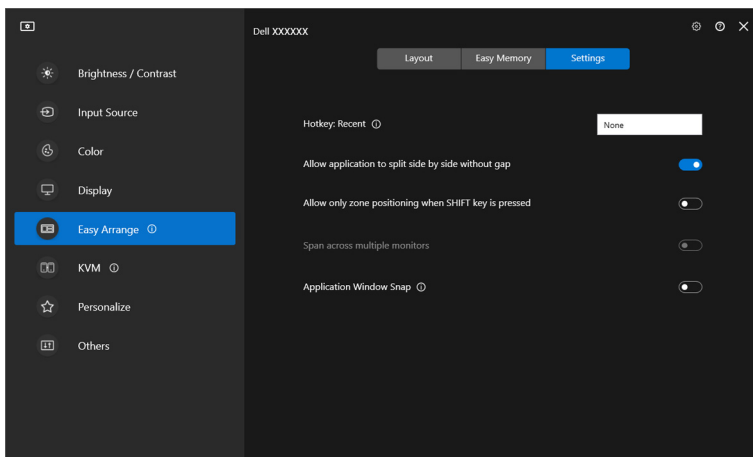 Dell XXXXXX
Brightness / Contrast
Input Source
Color
Display
Easy Arrange
KVM
Personalize
Others
Layout
Easy Memory
Settings
Hotkey: Recent
None
Allow application to split side by side without gap
Allow only zone positioning when SHIFT key is pressed
Span across multiple monitors
Application Window Snap